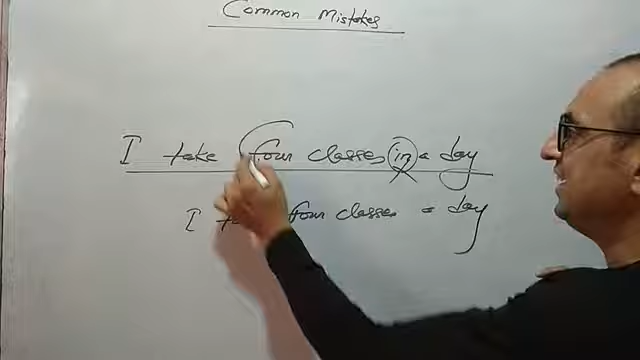 Common Mistakes
I take four classes in a day
I four classes a day